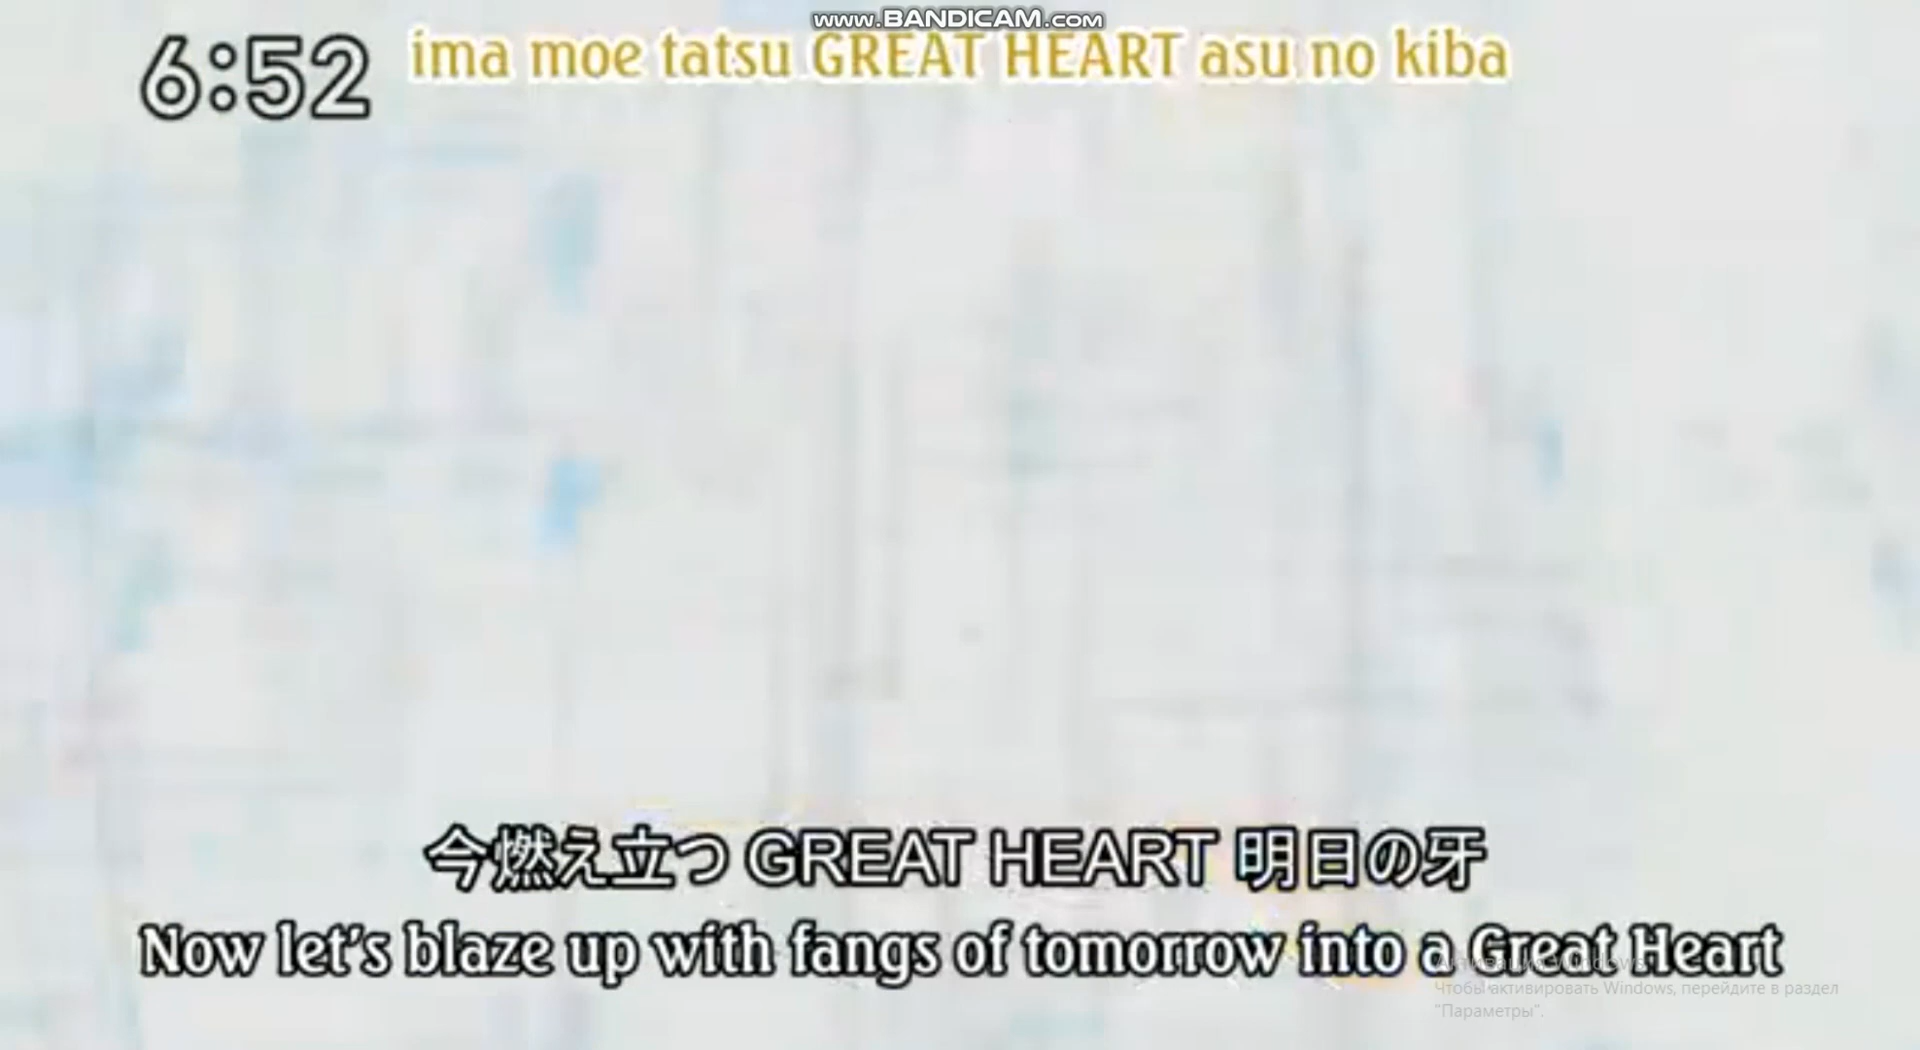 www.BANDICAM.com
6:52
ima moe tatsu GREAT HEART asu no kiba
今燃え立つ GREAT HEART 明日の牙
Now let's blaze up with fangs of tomorrow into a Great Heart
Активация Windows
Чтобы активировать Windows, перейдите в раздел
"Параметры".